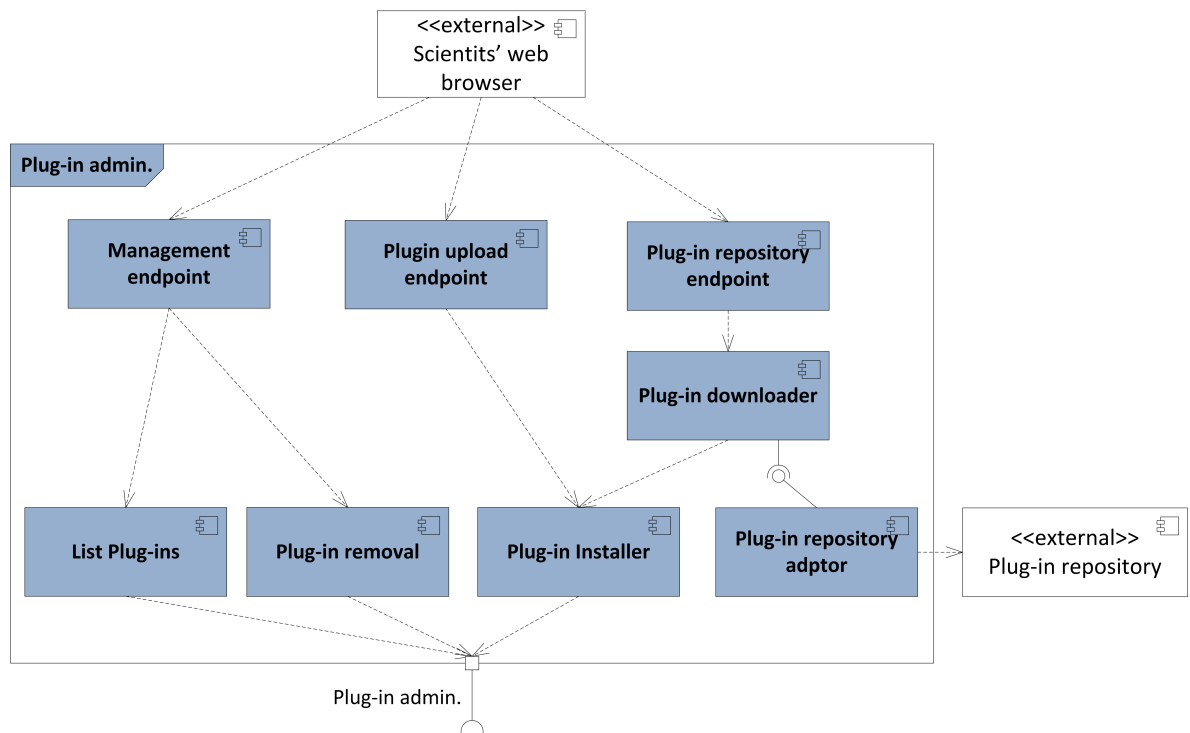 <<external>>
Scientits’ web
browser
Plug-in admin.
Management
endpoint
Plugin upload
endpoint
Plug-in repository
endpoint
Plug-in downloader
List Plug-ins
Plug-in removal
Plug-in Installer
Plug-in repository
adptor
<<external>>
Plug-in repository
Plug-in admin.